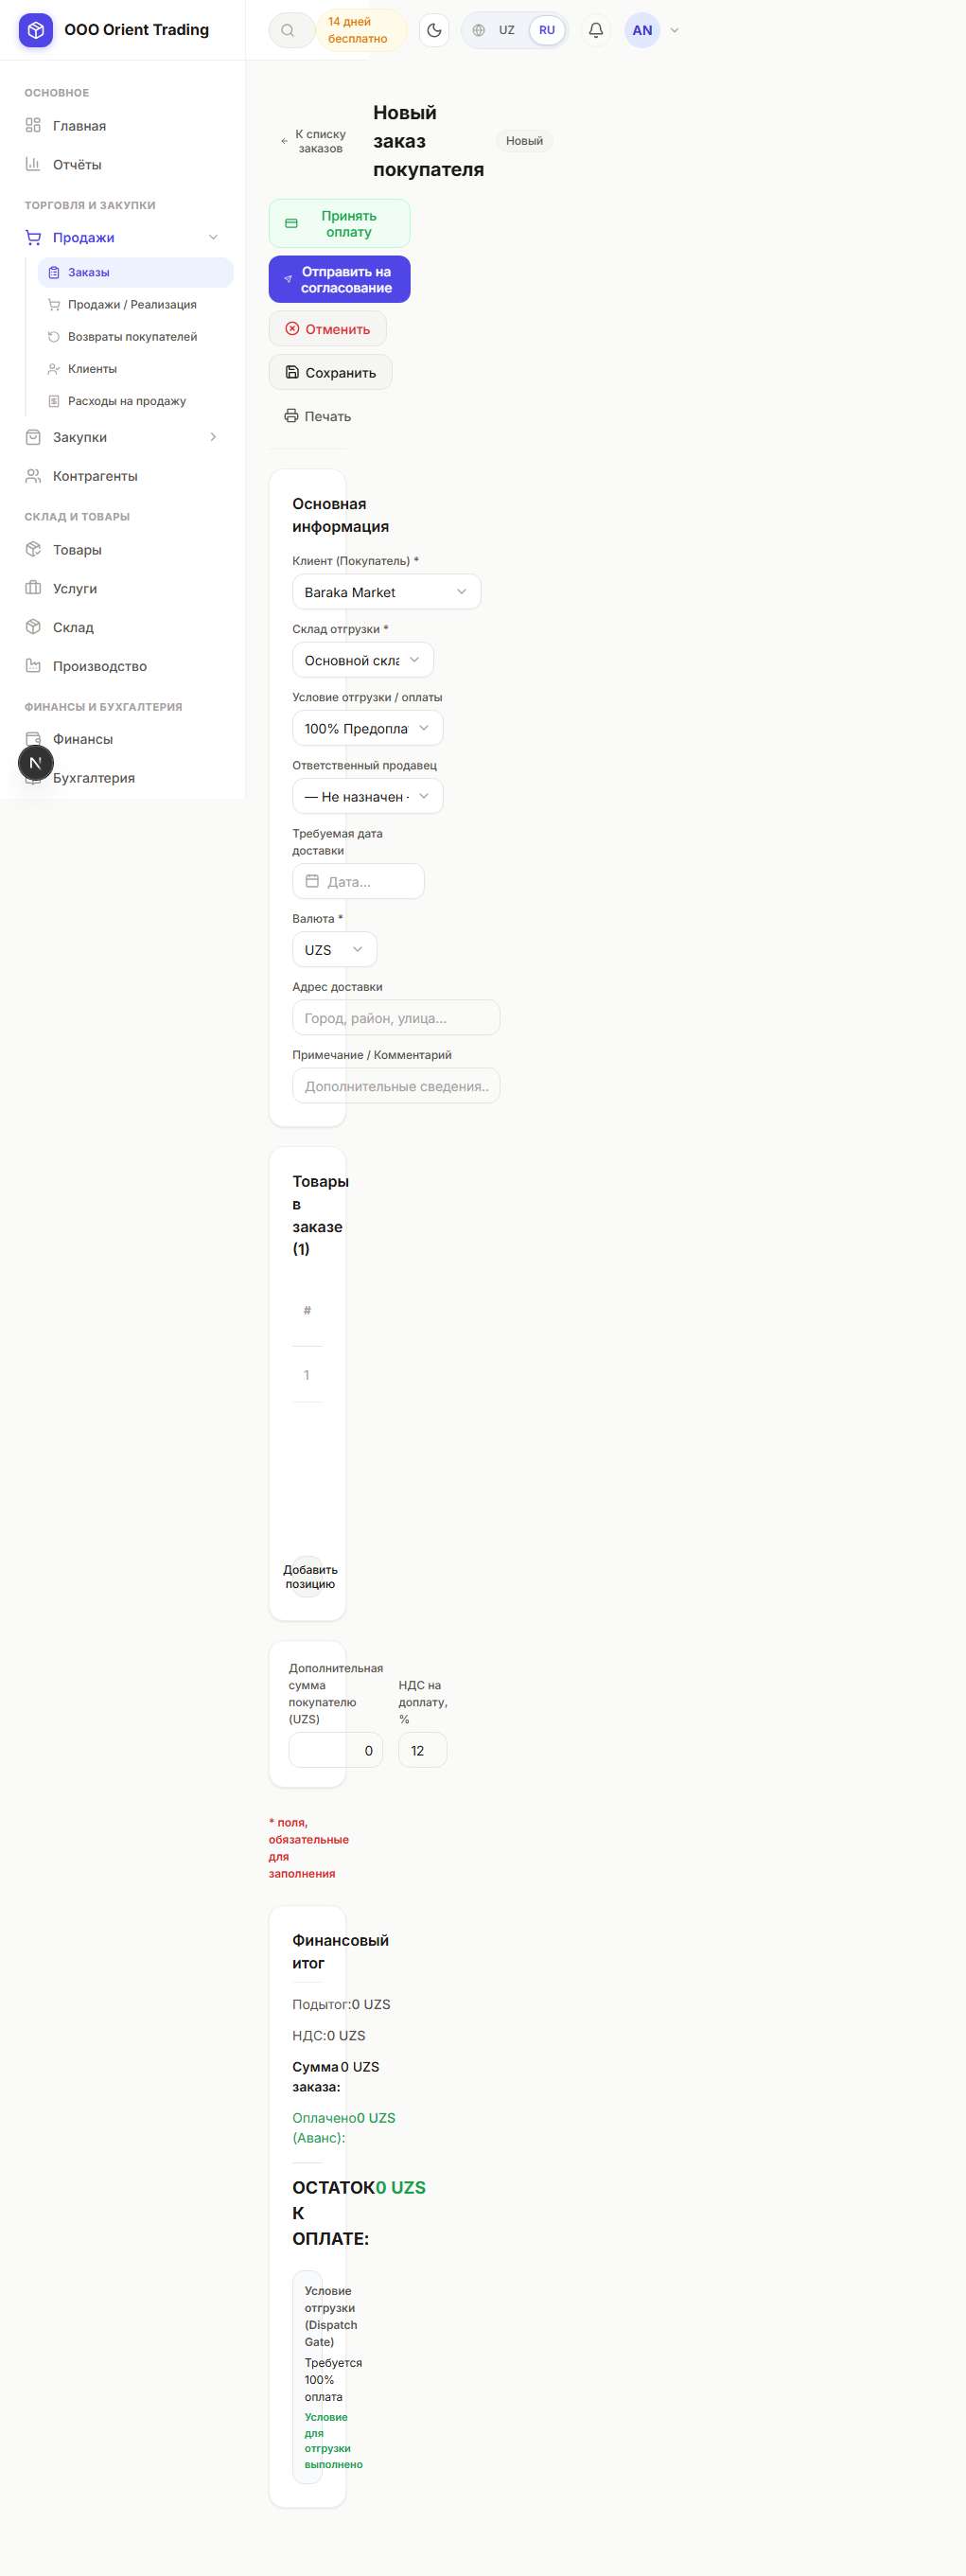 ООО Orient Trading
14 дней
бесплатно
UZ
RU
AN
ОСНОВНОЕ
Главная
Отчёты
ТОРГОВЛЯ И ЗАКУПКИ
Продажи
Заказы
Продажи / Реализация
Возвраты покупателей
Клиенты
Расходы на продажу
Закупки
Контрагенты
СКЛАД И ТОВАРЫ
Товары
Услуги
Склад
Производство
ФИНАНСЫ И БУХГАЛТЕРИЯ
Финансы
Бухгалтерия
N
К списку
заказов
Новый
заказ
покупателя
Новый
Принять
оплату
Отправить на
согласование
Отменить
Сохранить
Печать
Основная
информация
Клиент (Покупатель) *
Baraka Market
Склад отгрузки *
Основной скла
Условие отгрузки / оплаты
100% Предопла
Ответственный продавец
— Не назначен -
Требуемая дата
доставки
Дата...
Валюта *
UZS
Адрес доставки
Город, район, улица...
Примечание / Комментарий
Дополнительные сведения..
Товары
в
заказе
(1)
#
1
Добавить
позицию
Дополнительная
сумма
покупателю
(UZS)
0
НДС на
доплату,
%
12
* поля,
обязательные
для
заполнения
Финансовый
итог
Подытог:0 UZS
НДС:0 UZS
Сумма 0 UZS
заказа:
Оплачено0 UZS
(Аванс):
ОСТАТОК0 UZS
К
ОПЛАТЕ:
Условие
отгрузки
(Dispatch
Gate)
Требуется
100%
оплата
Условие
для
отгрузки
выполнено